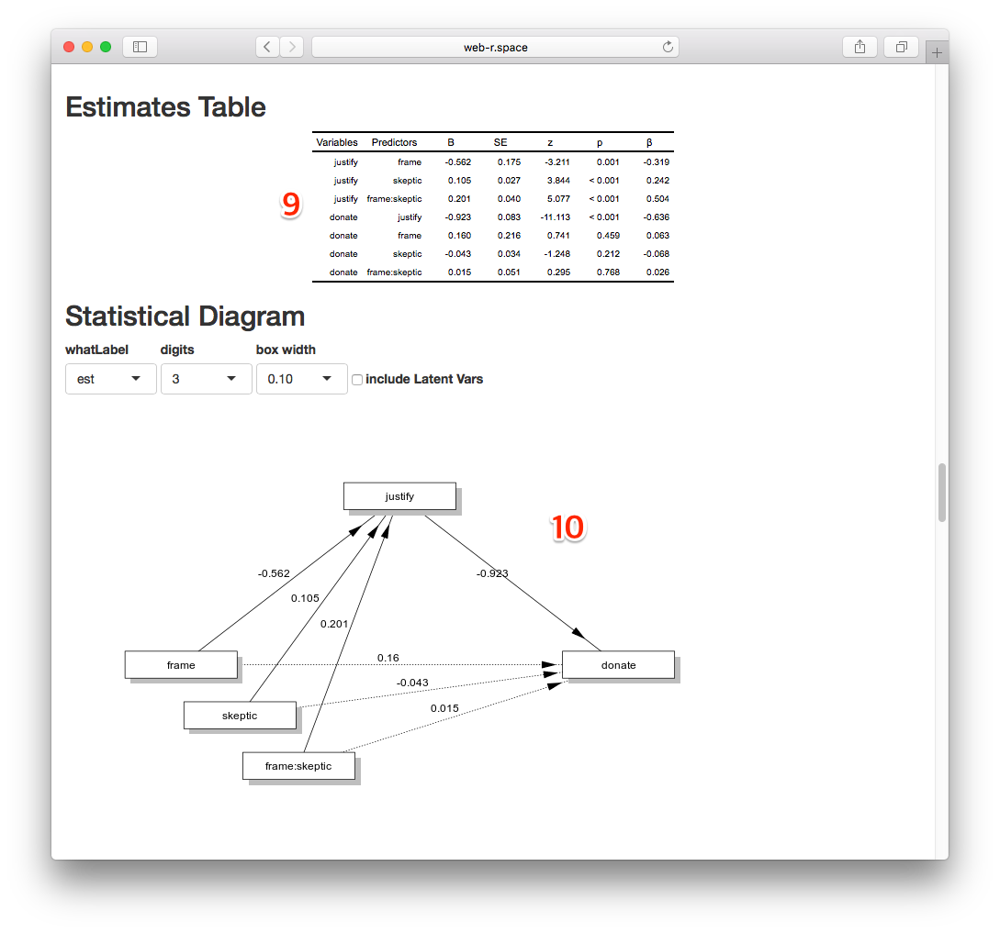 web-r.space
Estimates Table
Variables Predictors B SE z p β
justify frame -0.562 0.175 -3.211 0.001 -0.319
justify skeptic 0.105 0.027 3.844 < 0.001 0.242
9
justify frame:skeptic 0.201 0.040 5.077 < 0.001 0.504
donate justify -0.923 0.083 -11.113 < 0.001 -0.636
donate frame 0.160 0.216 0.741 0.459 0.063
donate skeptic -0.043 0.034 -1.248 0.212 -0.068
donate frame:skeptic 0.015 0.051 0.295 0.768 0.026
Statistical Diagram
whatLabel digits box width
est 3 0.10 include Latent Vars
justify
10
-0.562 -0.923
0.105
0.201
0.16
frame donate
-0.043
0.015
skeptic
frame:skeptic